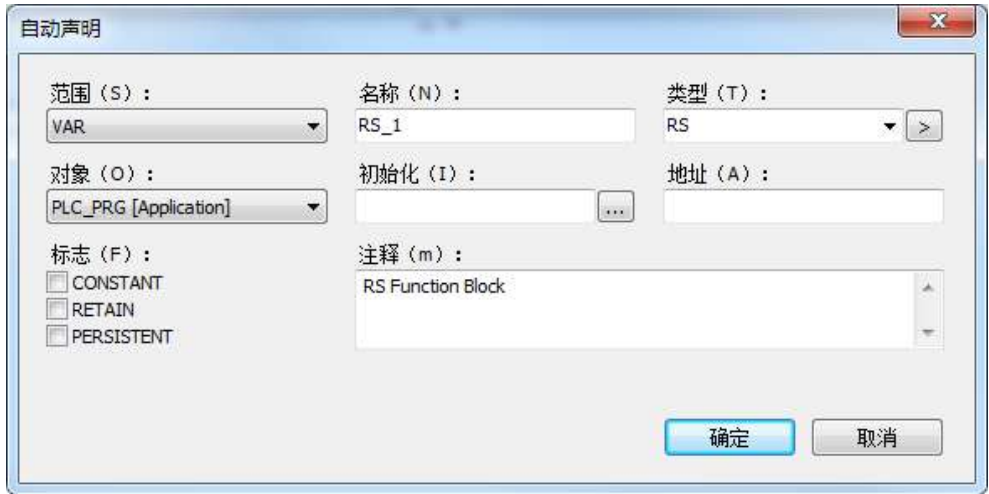 自动声明
范围（S）： 名称（N）： 类型（T）：
VAR RS_1 RS >
对象（O）： 初始化（I）： 地址（A）：
PLC_PRG [Application] ...
标志（F）： 注释（m）：
CONSTANT RS Function Block
RETAIN
PERSISTENT
确定 取消